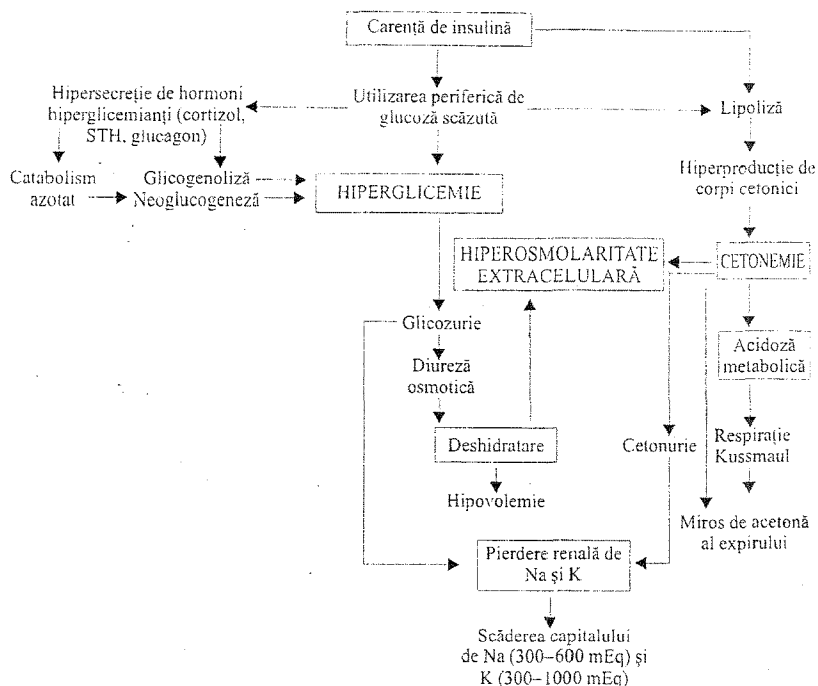 Carență de insulină
Hipersecreție de hormoni
hiperglicemianți (cortizol,
STH, glucagon)
Utilizarea periferică de
glucoză scăzută
Lipoliză
Catabolism
azotat
Glicogenoliză
Neoglucogeneză
HIPERGLICEMIE
Hiperproducție de
corpi cetonici
HIPEROSMOLARITATE
EXTRACELULARĂ
CETONEMIE
Glicozurie
Diureză
osmotică
Acidoză
metabolică
Deshidratare
Cetonurie
Respirație
Kussmaul
Hipovolemie
Miros de acetonă
al expirului
Pierdere renală de
Na și K
Scăderea capitalului
de Na (300–600 mEq) și
K (300–1000 mEq)